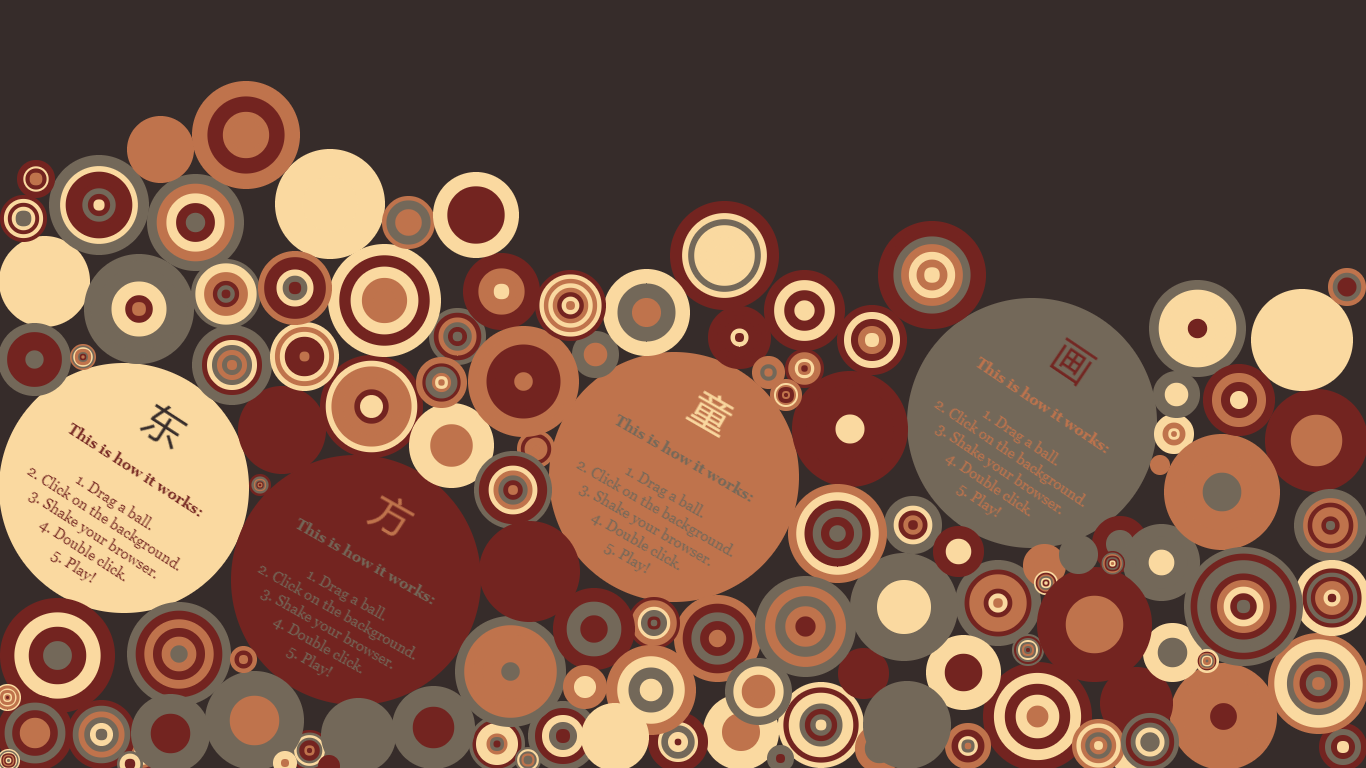 东
This is how it works:
1. Drag a ball.
2. Click on the background.
3. Shake your browser.
4. Double click.
5. Play!
方
This is how it works:
1. Drag a ball.
2. Click on the background.
3. Shake your browser.
4. Double click.
5. Play!
童
This is how it works:
1. Drag a ball.
2. Click on the background.
3. Shake your browser.
4. Double click.
5. Play!
画
This is how it works:
1. Drag a ball.
2. Click on the background.
3. Shake your browser.
4. Double click.
5. Play!